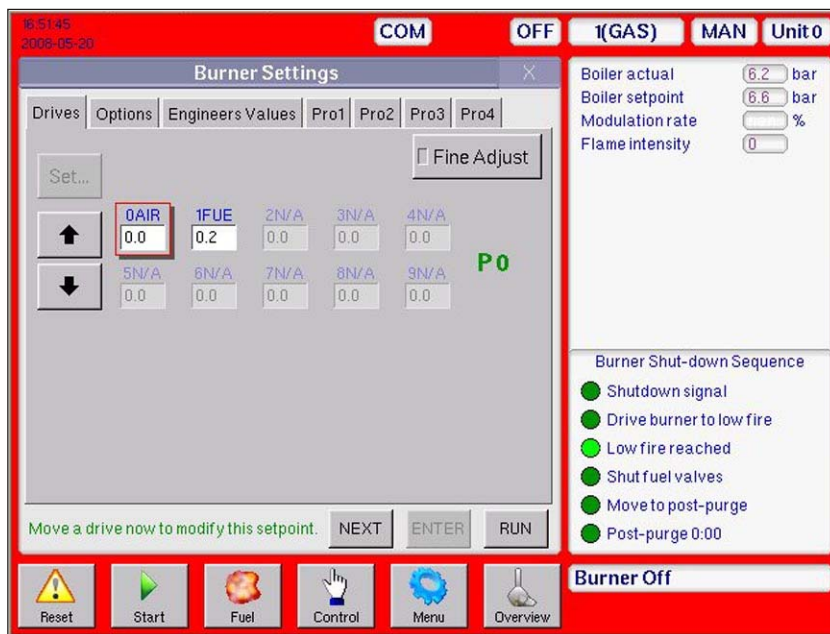 16:51:45
2008-05-20
COM
OFF
1(GAS)
MAN
Unit 0
Burner Settings
X
Drives
Options
Engineers Values
Pro1
Pro2
Pro3
Pro4
Fine Adjust
Set...
0AIR
1FUE
2N/A
3N/A
4N/A
0.0
0.2
0.0
0.0
0.0
P0
5N/A
6N/A
7N/A
8N/A
9N/A
0.0
0.0
0.0
0.0
0.0
Move a drive now to modify this setpoint.
NEXT
ENTER
RUN
Boiler actual 6.2 bar
Boiler setpoint 6.6 bar
Modulation rate %
Flame intensity 0
Burner Shut-down Sequence
Shutdown signal
Drive burner to low fire
Low fire reached
Shut fuel valves
Move to post-purge
Post-purge 0:00
Burner Off
Reset
Start
Fuel
Control
Menu
Overview